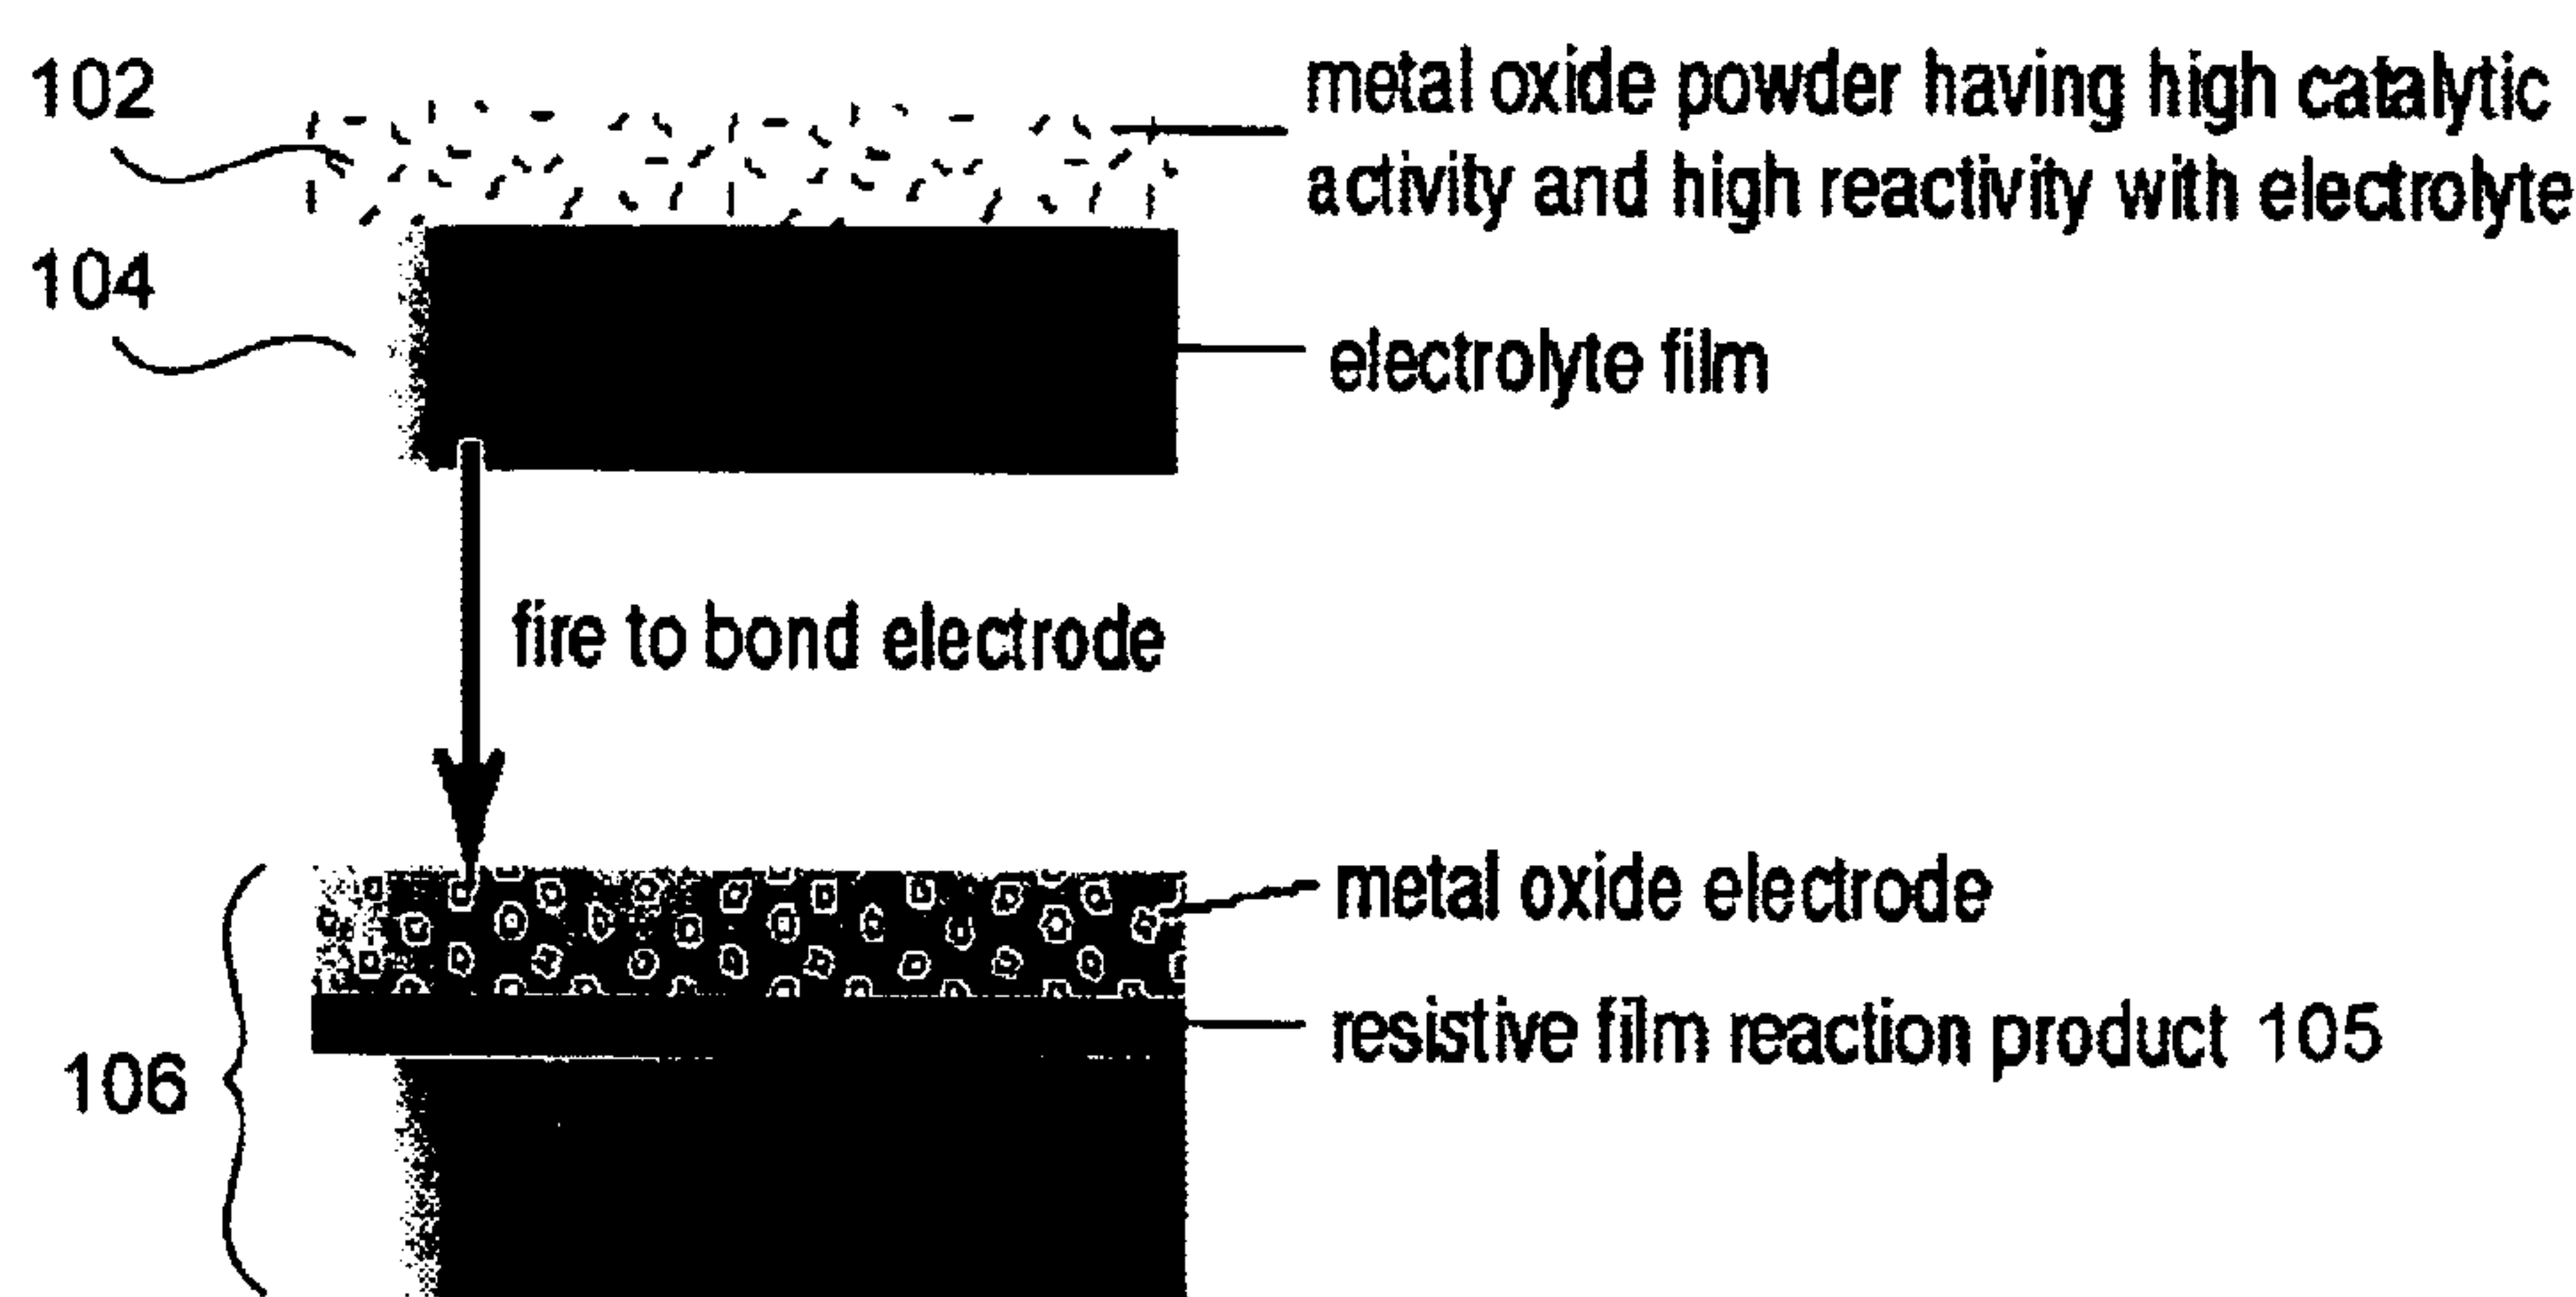 102
metal oxide powder having high catalytic
activity and high reactivity with electrolyte
104
electrolyte film
fire to bond electrode
metal oxide electrode
resistive film reaction product 105
106